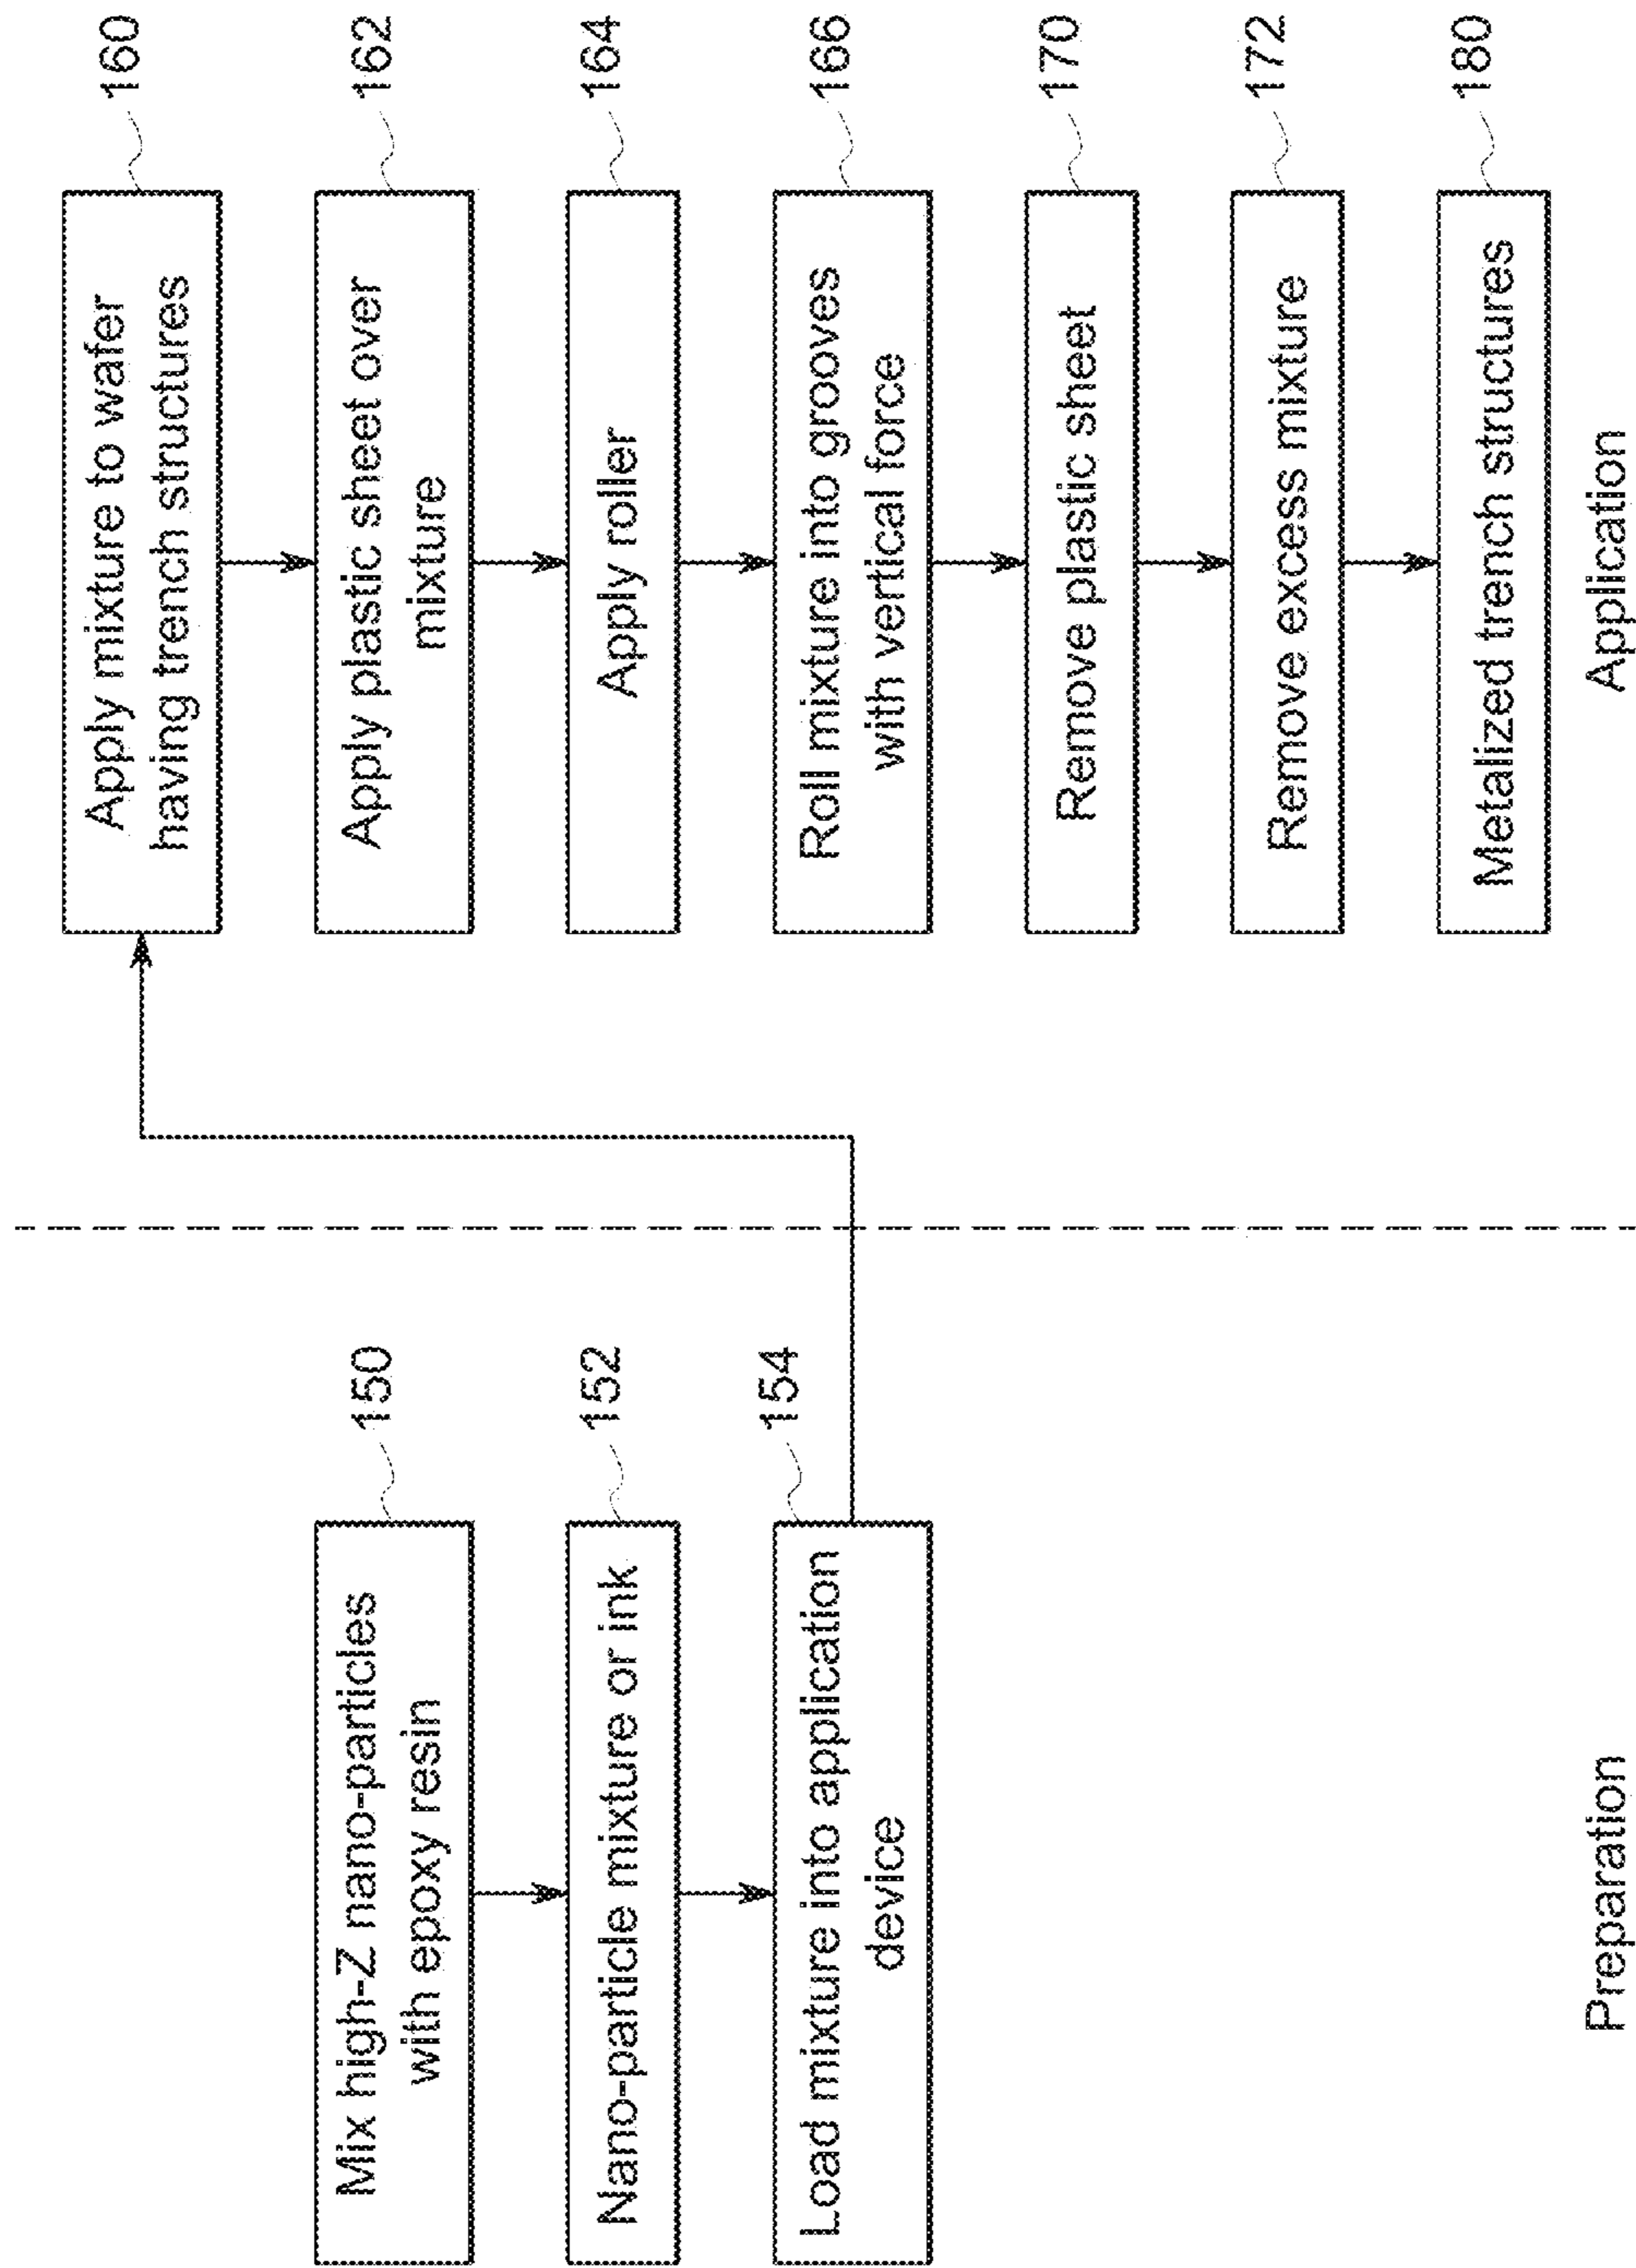 Mix high-Z nano-particles
with epoxy resin
150
Nano-particle mixture or ink
152
Load mixture into application
device
154
Preparation
Apply mixture to wafer
having trench structures
160
Apply plastic sheet over
mixture
162
Apply roller
164
Roll mixture into grooves
with vertical force
166
Remove plastic sheet
170
Remove excess mixture
172
Metalized trench structures
180
Application